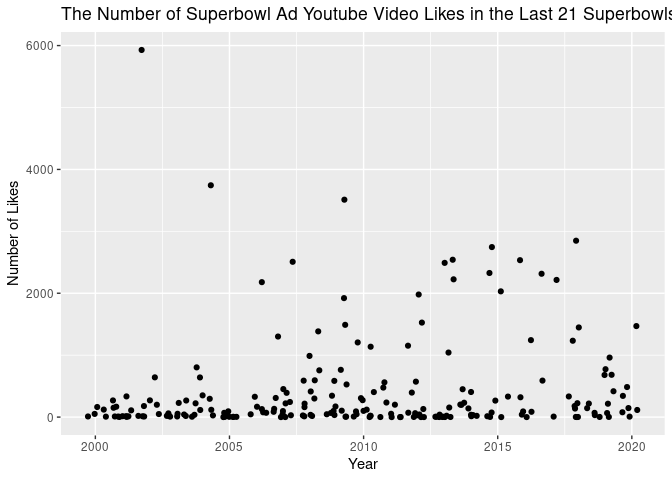 The Number of Superbowl Ad Youtube Video Likes in the Last 21 Superbowls
6000
4000
2000
0
Number of Likes
2000 2005 2010 2015 2020
Year